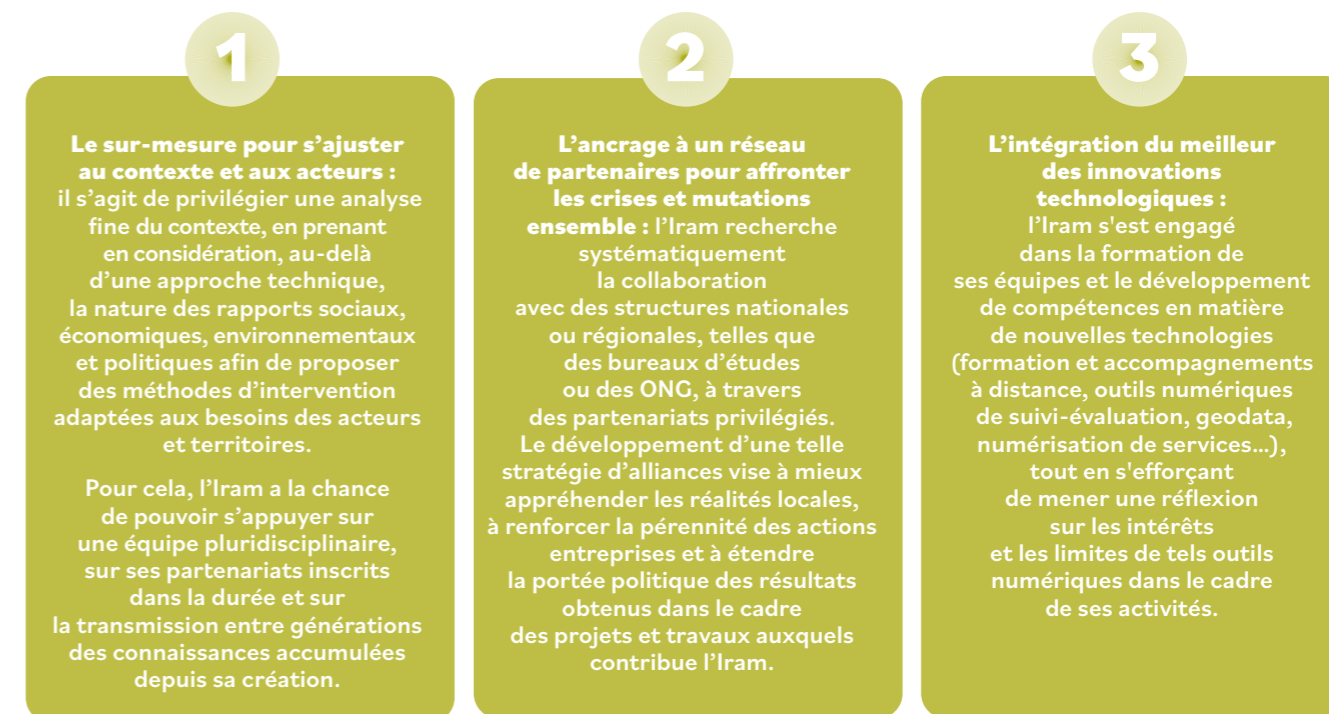 1
Le sur-mesure pour s’ajuster
au contexte et aux acteurs :
il s’agit de privilégier une analyse
fine du contexte, en prenant
en considération, au-delà
d’une approche technique,
la nature des rapports sociaux,
économiques, environnementaux
et politiques afin de proposer
des méthodes d’intervention
adaptées aux besoins des acteurs
et territoires.
Pour cela, l’Iram a la chance
de pouvoir s’appuyer sur
une équipe pluridisciplinaire,
sur ses partenariats inscrits
dans la durée et sur
la transmission entre générations
des connaissances accumulées
depuis sa création.
2
L’ancrage à un réseau
de partenaires pour affronter
les crises et mutations
ensemble : l’Iram recherche
systématiquement
la collaboration
avec des structures nationales
ou régionales, telles que
des bureaux d’études
ou des ONG, à travers
des partenariats privilégiés.
Le développement d’une telle
stratégie d’alliances vise à mieux
appréhender les réalités locales,
à renforcer la pérennité des actions
entreprises et à étendre
la portée politique des résultats
obtenus dans le cadre
des projets et travaux auxquels
contribue l’Iram.
3
L’intégration du meilleur
des innovations
technologiques :
l’Iram s'est engagé
dans la formation de
ses équipes et le développement
de compétences en matière
de nouvelles technologies
(formation et accompagnements
à distance, outils numériques
de suivi-évaluation, geodata,
numérisation de services...),
tout en s'efforçant
de mener une réflexion
sur les intérêts
et les limites de tels outils
numériques dans le cadre
de ses activités.